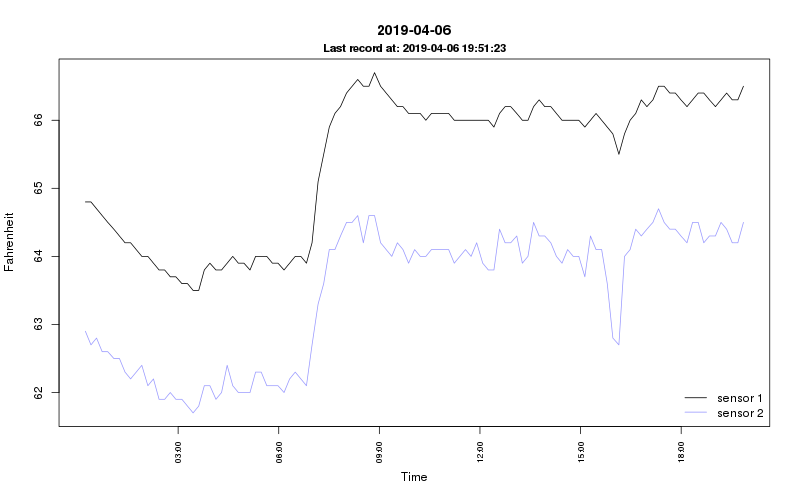 2019-04-06
Last record at: 2019-04-06 19:51:23
Fahrenheit
66
65
64
63
62
sensor 1
sensor 2
03:00
06:00
09:00
12:00
15:00
18:00
Time